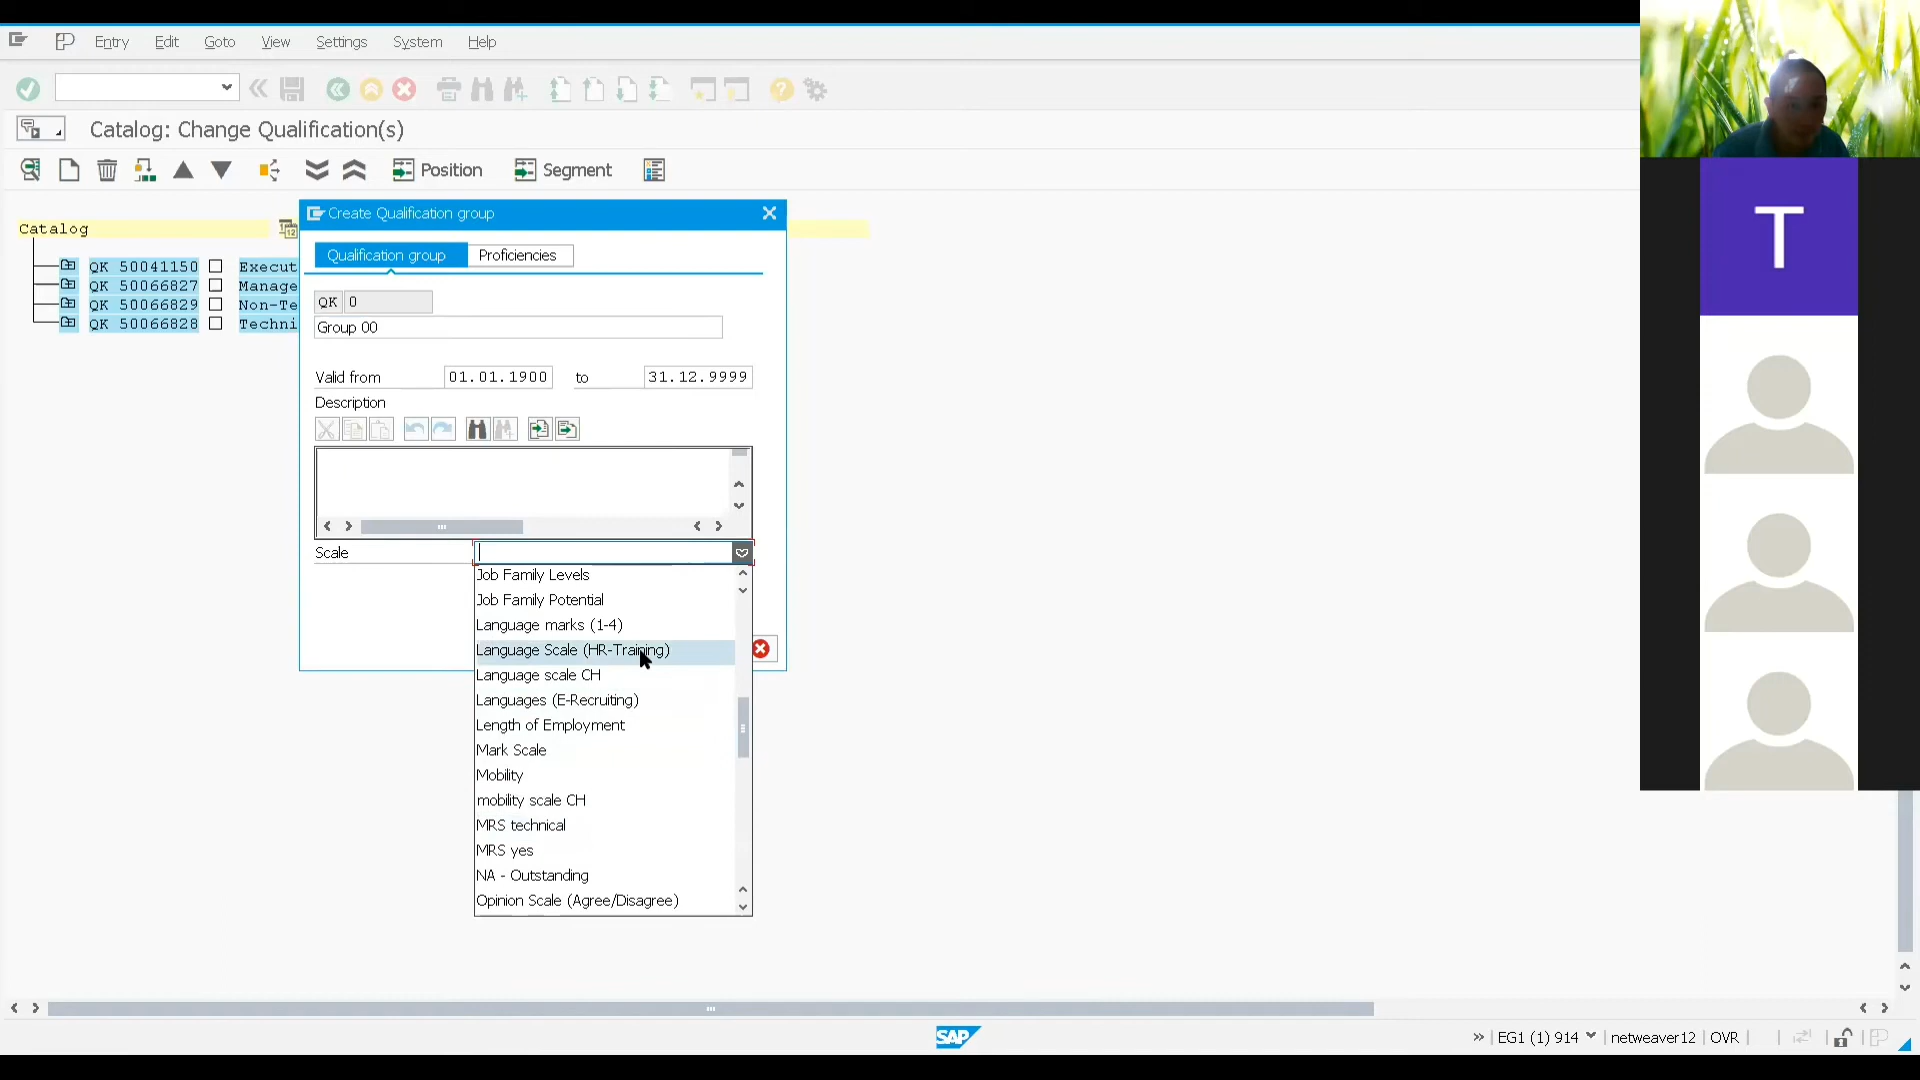 Entry Edit Goto View Settings System Help
Catalog: Change Qualification(s)
Position Segment
Catalog
QK 50041150 Execut
QK 50066827 Manage
QK 50066829 Non-Te
QK 50066828 Techni
Create Qualification group
Qualification group Proficiencies
QK 0
Group 00
Valid from 01.01.1900 to 31.12.9999
Description
Scale
Job Family Levels
Job Family Potential
Language marks (1-4)
Language Scale (HR-Training)
Language scale CH
Languages (E-Recruiting)
Length of Employment
Mark Scale
Mobility
mobility scale CH
MRS technical
MRS yes
NA - Outstanding
Opinion Scale (Agree/Disagree)
T
SAP
EG1 (1) 914 netweaver12 OVR